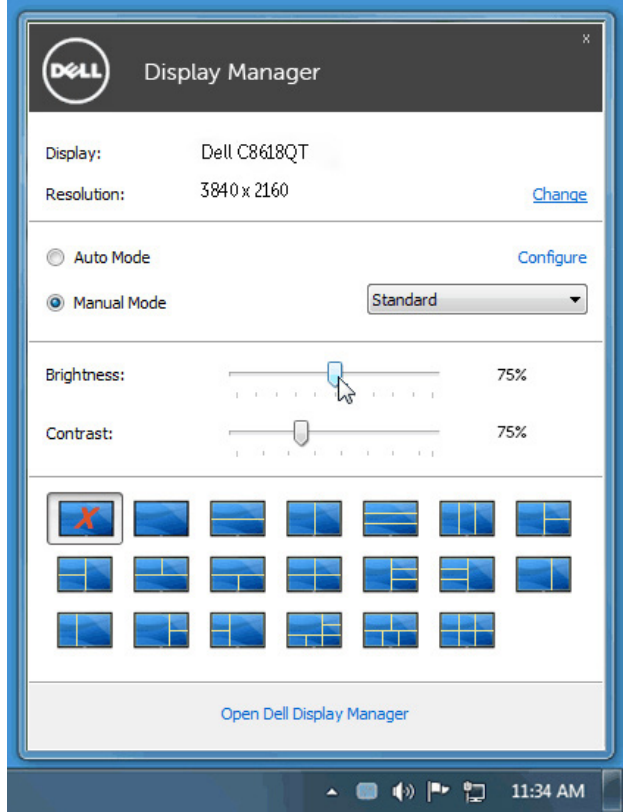 x
DELL Display Manager
Display: Dell C8618QT
Resolution: 3840 x 2160 Change
Auto Mode Configure
Manual Mode Standard
Brightness: 75%
Contrast: 75%
X
Open Dell Display Manager
11:34 AM